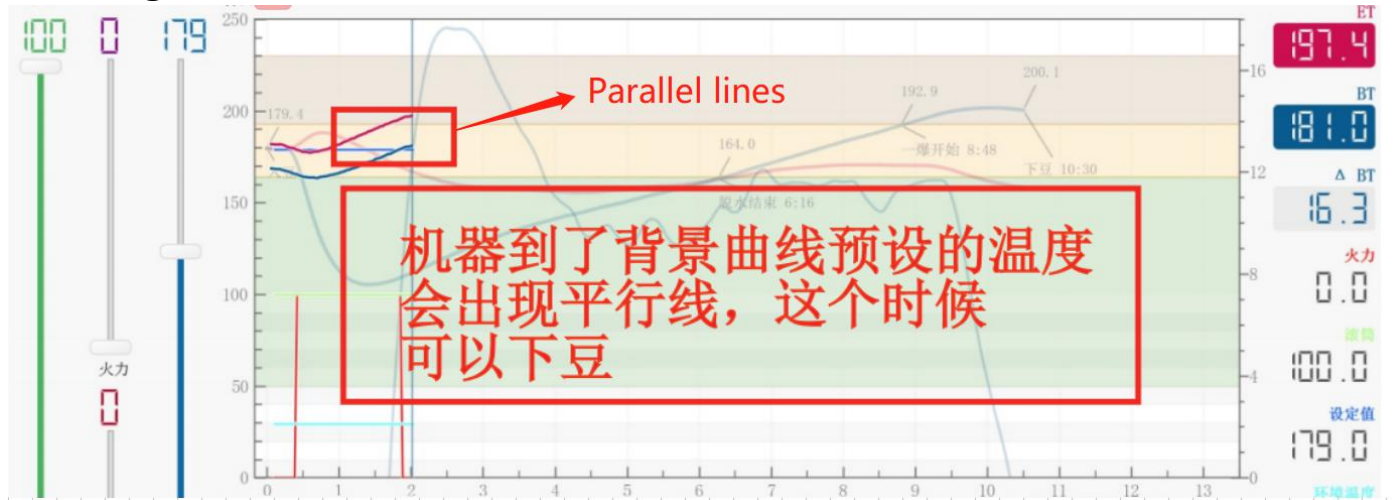 100 0 179
250
200
150
100
50
0
火力
0
Parallel lines
179.4
164.0
脱水结束 6:16
192.9
一爆开始 8:48
200.1
下豆 10:30
机器到了背景曲线预设的温度
会出现平行线，这个时候
可以下豆
16
12
8
4
0
0 1 2 3 4 5 6 7 8 9 10 11 12 13
ET
197.4
BT
181.0
Δ BT
16.3
火力
0.0
滚筒
100.0
设定值
179.0
环境温度